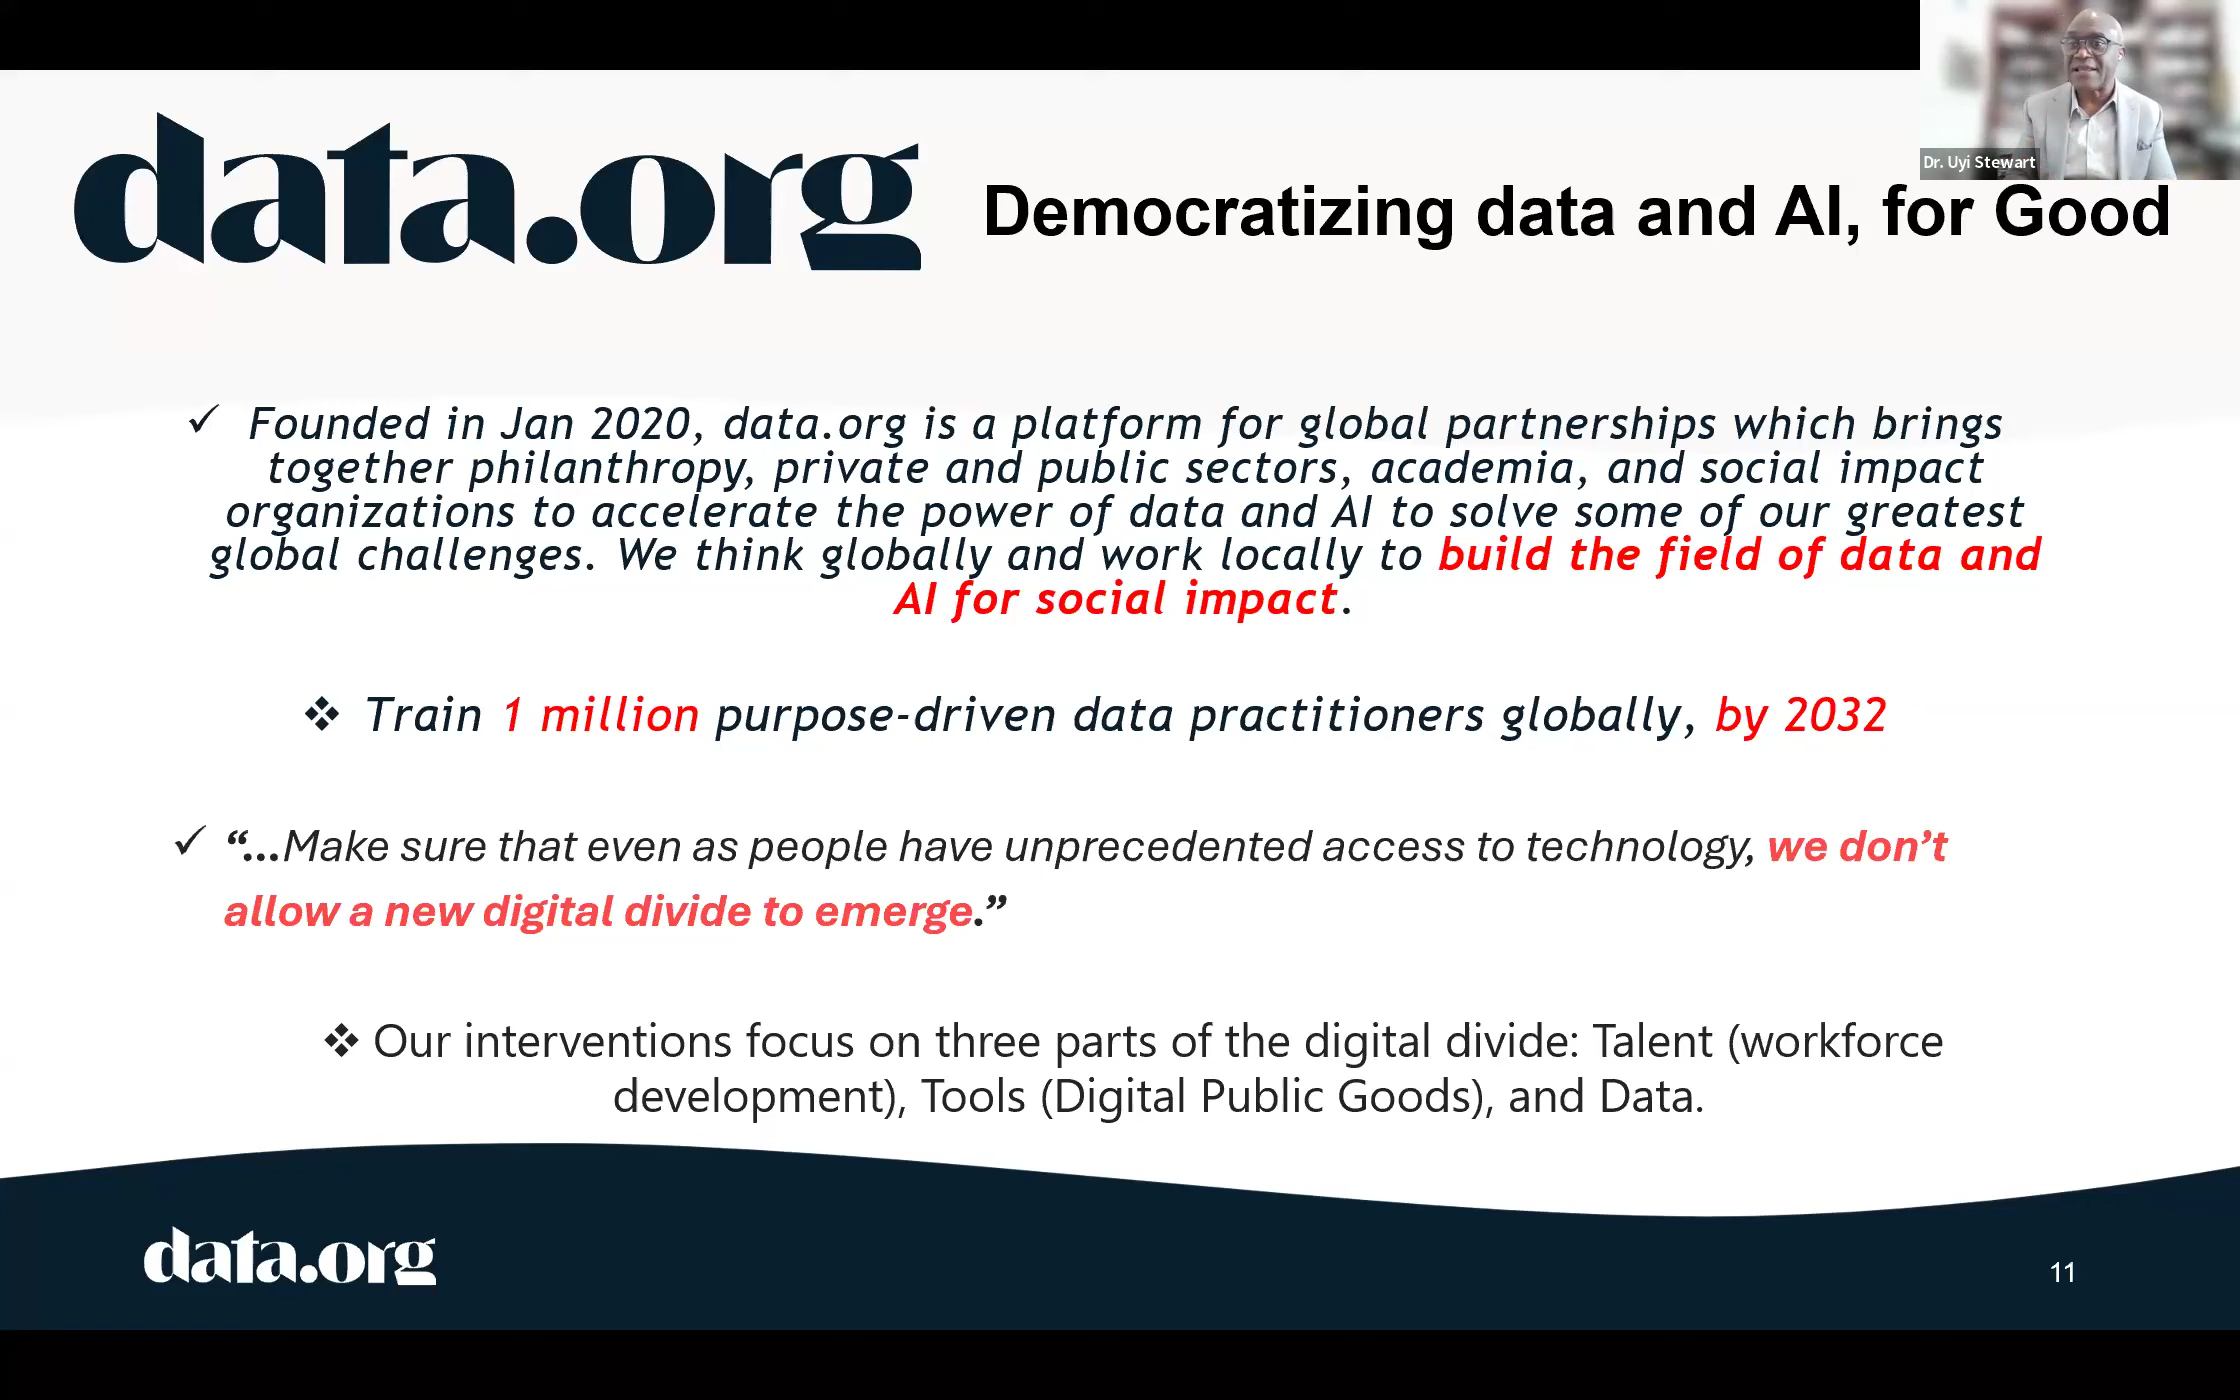 Dr. Uyi Stewart
data.org
Democratizing data and AI, for Good
✓ Founded in Jan 2020, data.org is a platform for global partnerships which brings
together philanthropy, private and public sectors, academia, and social impact
organizations to accelerate the power of data and AI to solve some of our greatest
global challenges. We think globally and work locally to build the field of data and
AI for social impact.
❖ Train 1 million purpose-driven data practitioners globally, by 2032
✓ “…Make sure that even as people have unprecedented access to technology, we don’t
allow a new digital divide to emerge.”
❖ Our interventions focus on three parts of the digital divide: Talent (workforce
development), Tools (Digital Public Goods), and Data.
data.org
11